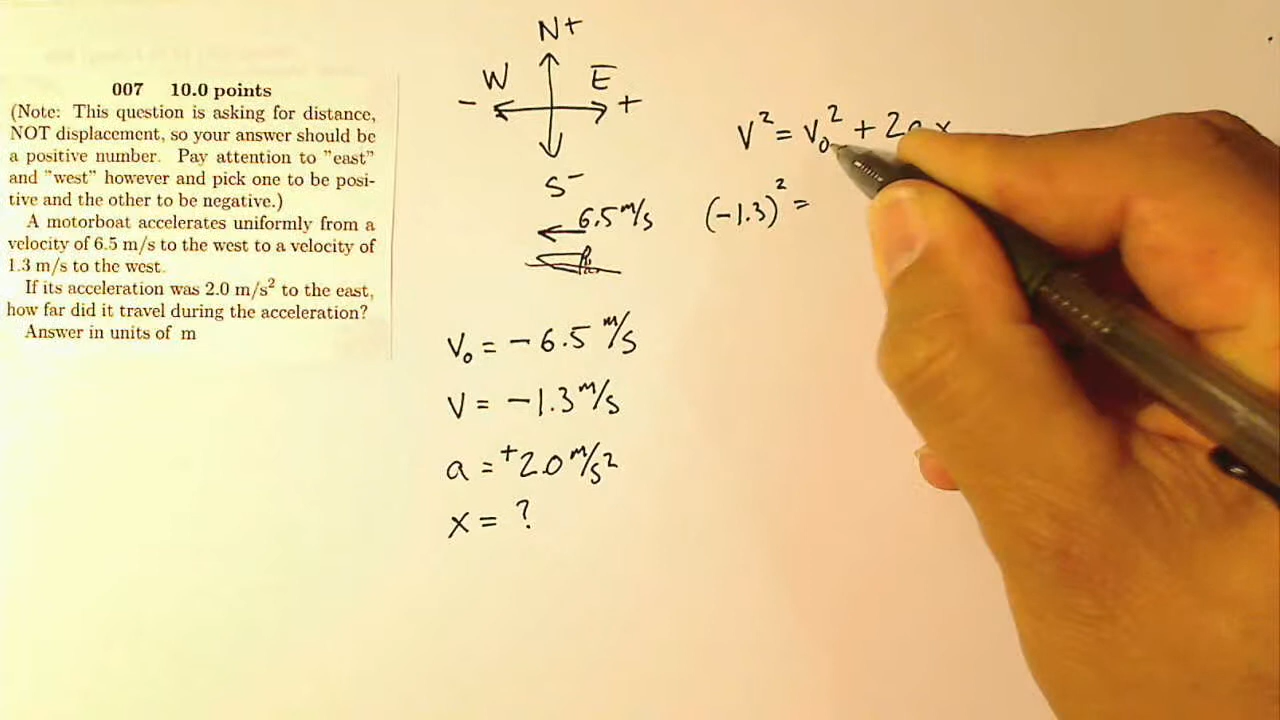 007 10.0 points
(Note: This question is asking for distance,
NOT displacement, so your answer should be
a positive number. Pay attention to "east"
and "west" however and pick one to be posi-
tive and the other to be negative.)
A motorboat accelerates uniformly from a
velocity of 6.5 m/s to the west to a velocity of
1.3 m/s to the west.
If its acceleration was 2.0 m/s² to the east,
how far did it travel during the acceleration?
Answer in units of m
N+
W E
- +
S-
6.5 m/s
V₀ = -6.5 m/s
V = -1.3 m/s
a = +2.0 m/s²
x = ?
V² = V₀² + 2
(-1.3)² =